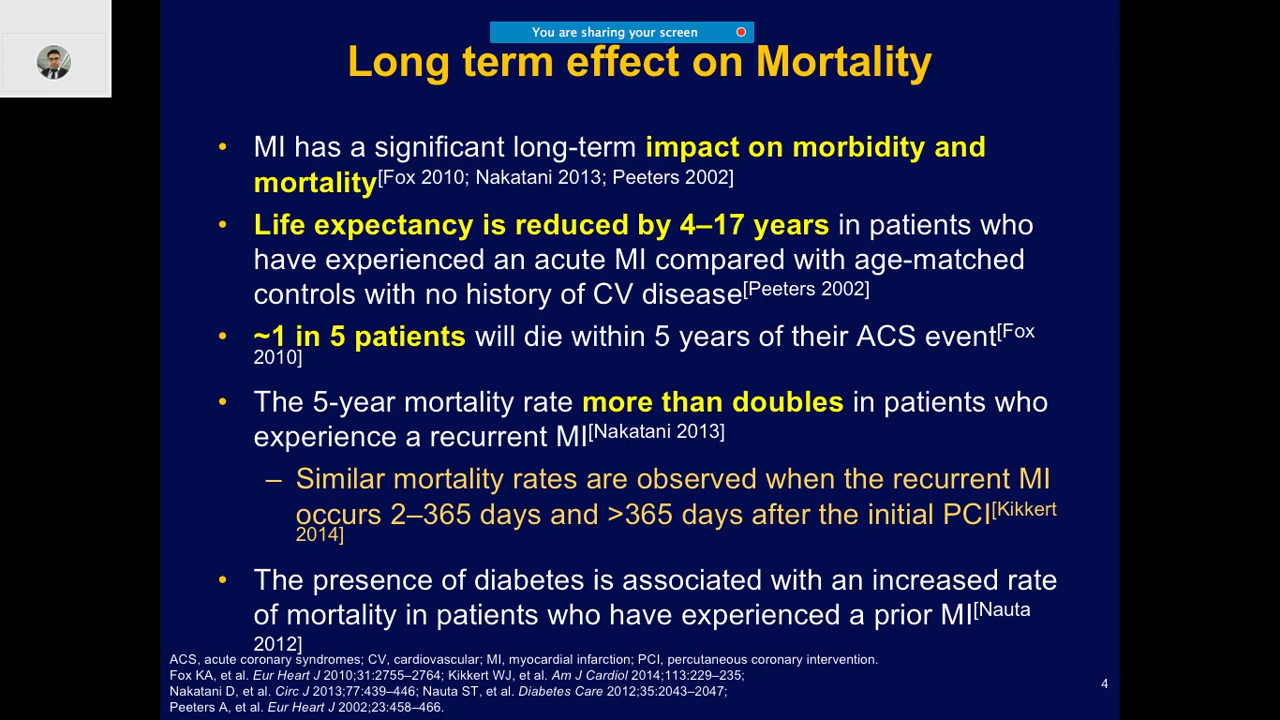 You are sharing your screen
Long term effect on Mortality
• MI has a significant long-term impact on morbidity and
mortality[Fox 2010; Nakatani 2013; Peeters 2002]
• Life expectancy is reduced by 4–17 years in patients who
have experienced an acute MI compared with age-matched
controls with no history of CV disease[Peeters 2002]
• ~1 in 5 patients will die within 5 years of their ACS event[Fox
2010]
• The 5-year mortality rate more than doubles in patients who
experience a recurrent MI[Nakatani 2013]
– Similar mortality rates are observed when the recurrent MI
occurs 2–365 days and >365 days after the initial PCI[Kikkert
2014]
• The presence of diabetes is associated with an increased rate
of mortality in patients who have experienced a prior MI[Nauta
2012]
ACS, acute coronary syndromes; CV, cardiovascular; MI, myocardial infarction; PCI, percutaneous coronary intervention.
Fox KA, et al. Eur Heart J 2010;31:2755–2764; Kikkert WJ, et al. Am J Cardiol 2014;113:229–235;
Nakatani D, et al. Circ J 2013;77:439–446; Nauta ST, et al. Diabetes Care 2012;35:2043–2047;
Peeters A, et al. Eur Heart J 2002;23:458–466.
4